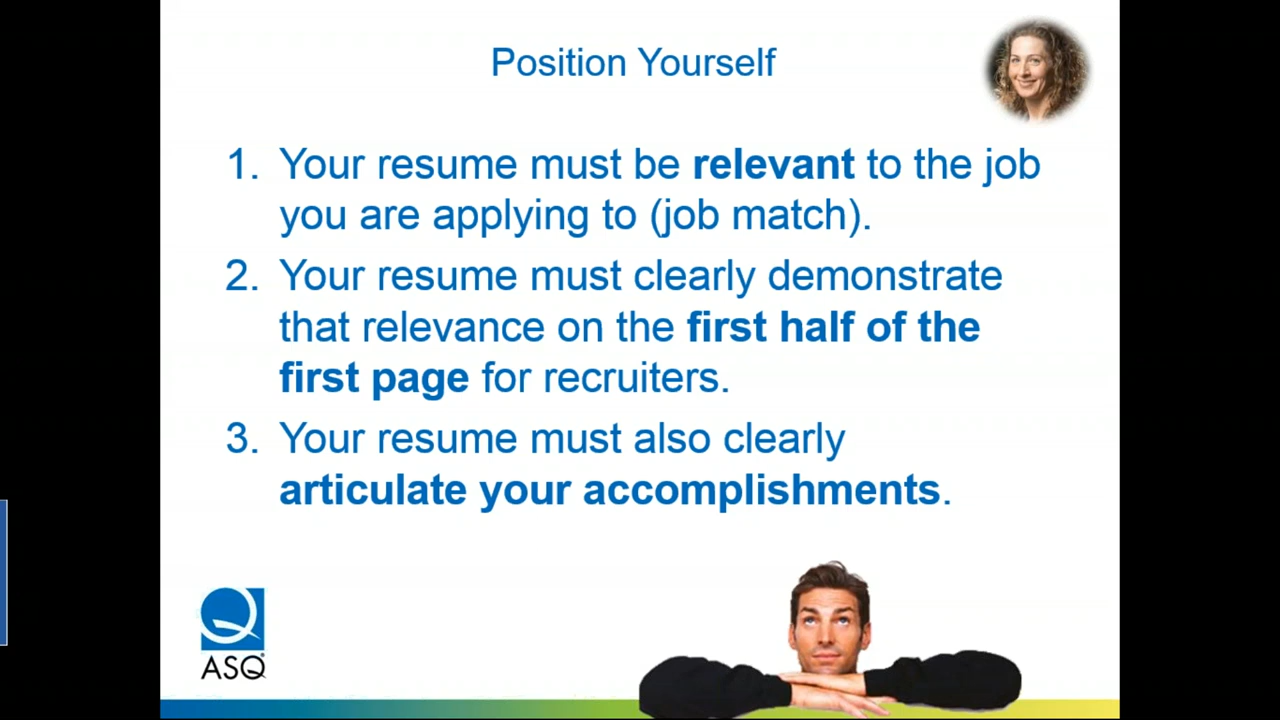 Position Yourself
1. Your resume must be relevant to the job
you are applying to (job match).
2. Your resume must clearly demonstrate
that relevance on the first half of the
first page for recruiters.
3. Your resume must also clearly
articulate your accomplishments.
ASQ